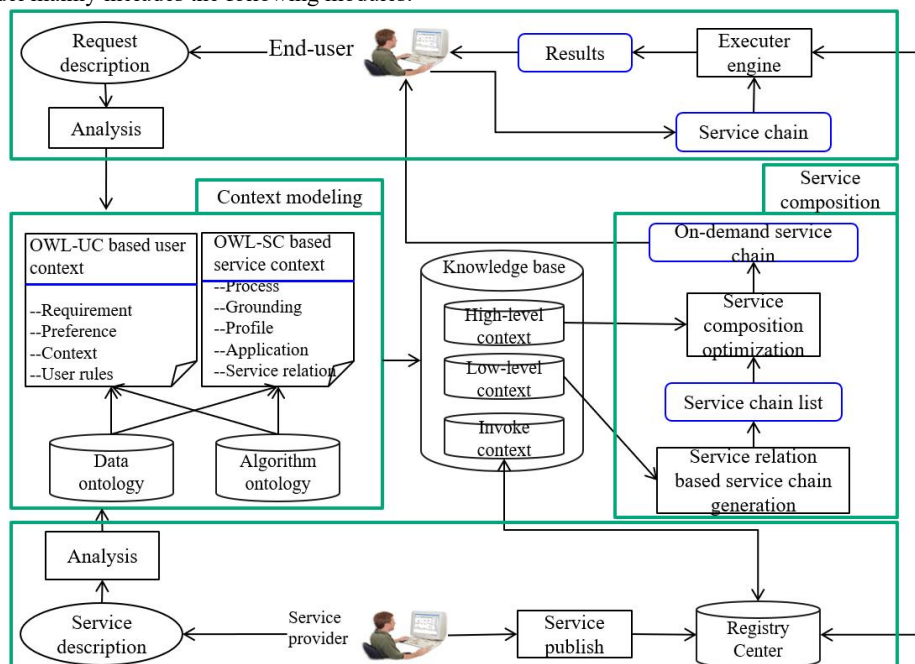 Request
description
End-user
Results
Executer
engine
Analysis
Service chain
Context modeling
Service
composition
OWL-UC based user
context
--Requirement
--Preference
--Context
--User rules
OWL-SC based
service context
--Process
--Grounding
--Profile
--Application
--Service relation
Data
ontology
Algorithm
ontology
Knowledge base
High-level
context
Low-level
context
Invoke
context
On-demand service
chain
Service
composition
optimization
Service chain list
Service relation
based service chain
generation
Analysis
Service
description
Service
provider
Service
publish
Registry
Center